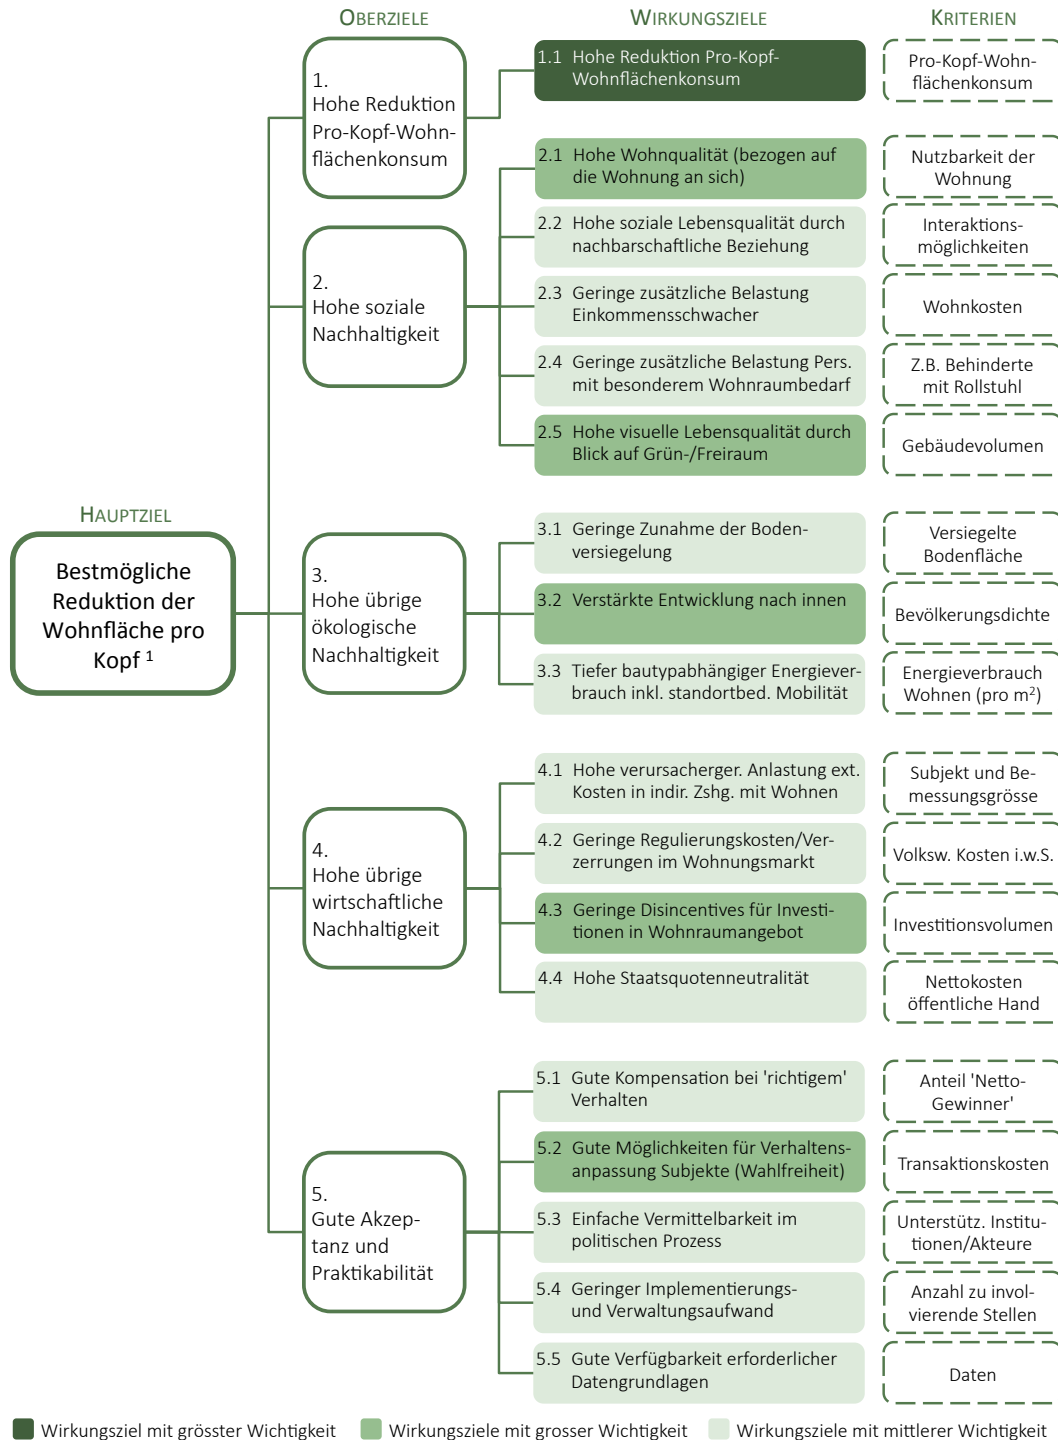 OBERZIELE
WIRKUNGSZIELE
KRITERIEN
HAUPTZIEL
Bestmögliche
Reduktion der
Wohnfläche pro
Kopf ¹
1.
Hohe Reduktion
Pro-Kopf-Wohn-
flächenkonsum
1.1 Hohe Reduktion Pro-Kopf-
Wohnflächenkonsum
Pro-Kopf-Wohn-
flächenkonsum
2.
Hohe soziale
Nachhaltigkeit
2.1 Hohe Wohnqualität (bezogen auf
die Wohnung an sich)
Nutzbarkeit der
Wohnung
2.2 Hohe soziale Lebensqualität durch
nachbarschaftliche Beziehung
Interaktions-
möglichkeiten
2.3 Geringe zusätzliche Belastung
Einkommensschwacher
Wohnkosten
2.4 Geringe zusätzliche Belastung Pers.
mit besonderem Wohnraumbedarf
Z.B. Behinderte
mit Rollstuhl
2.5 Hohe visuelle Lebensqualität durch
Blick auf Grün-/Freiraum
Gebäudevolumen
3.
Hohe übrige
ökologische
Nachhaltigkeit
3.1 Geringe Zunahme der Boden-
versiegelung
Versiegelte
Bodenfläche
3.2 Verstärkte Entwicklung nach innen
Bevölkerungsdichte
3.3 Tiefer bautypabhängiger Energiever-
brauch inkl. standortbed. Mobilität
Energieverbrauch
Wohnen (pro m²)
4.
Hohe übrige
wirtschaftliche
Nachhaltigkeit
4.1 Hohe verursacherger. Anlastung ext.
Kosten in indir. Zshg. mit Wohnen
Subjekt und Be-
messungsgrösse
4.2 Geringe Regulierungskosten/Ver-
zerrungen im Wohnungsmarkt
Volksw. Kosten i.w.S.
4.3 Geringe Disincentives für Investi-
tionen in Wohnraumangebot
Investitionsvolumen
4.4 Hohe Staatsquotenneutralität
Nettokosten
öffentliche Hand
5.
Gute Akzep-
tanz und
Praktikabilität
5.1 Gute Kompensation bei 'richtigem'
Verhalten
Anteil 'Netto-
Gewinner'
5.2 Gute Möglichkeiten für Verhaltens-
anpassung Subjekte (Wahlfreiheit)
Transaktionskosten
5.3 Einfache Vermittelbarkeit im
politischen Prozess
Unterstütz. Institu-
tionen/Akteure
5.4 Geringer Implementierungs-
und Verwaltungsaufwand
Anzahl zu invol-
vierende Stellen
5.5 Gute Verfügbarkeit erforderlicher
Datengrundlagen
Daten
Wirkungsziel mit grösster Wichtigkeit
Wirkungsziele mit grosser Wichtigkeit
Wirkungsziele mit mittlerer Wichtigkeit